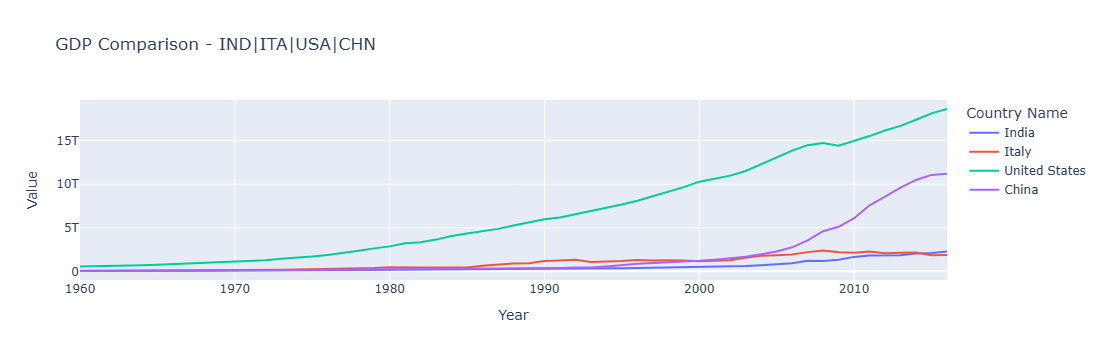 GDP Comparison - IND|ITA|USA|CHN
Country Name
India
Italy
United States
China
Value
15T
10T
5T
0
1960 1970 1980 1990 2000 2010
Year